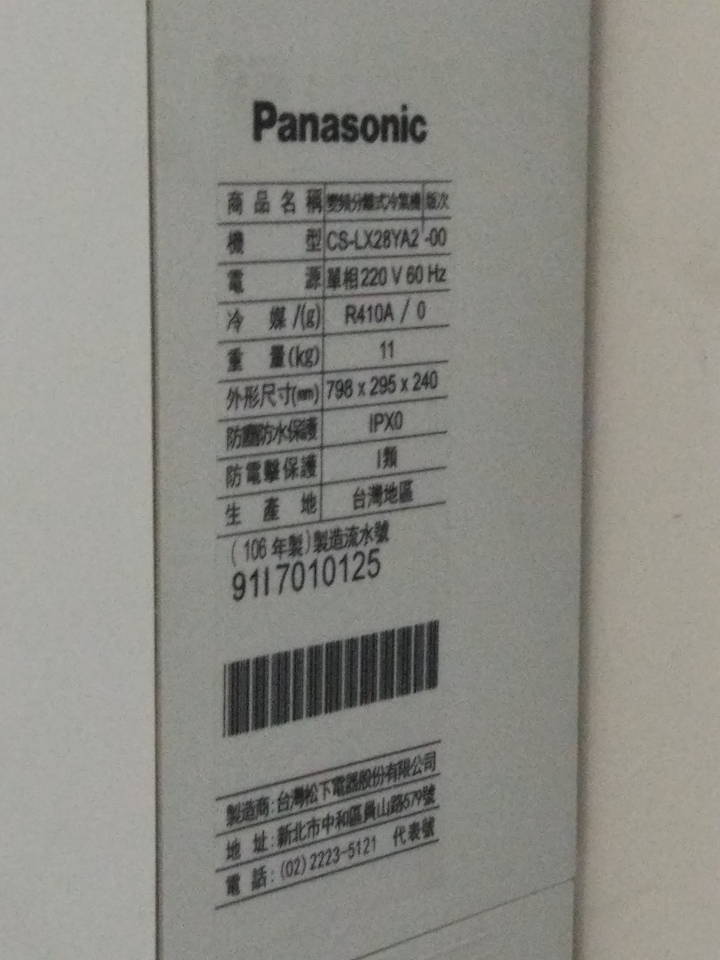 Panasonic
商品名稱 變頻分離式冷氣機 版次
機型 CS-LX28YA2 -00
電源 單相 220 V 60 Hz
冷媒/(g) R410A / 0
重量(kg) 11
外形尺寸(mm) 798 x 295 x 240
防塵防水保護 IPX0
防電擊保護 I類
生產地 台灣地區
(106年製)製造流水號
91I7010125
製造商:台灣松下電器股份有限公司
地址:新北市中和區員山路579號
電話:(02)2223-5121 代表號